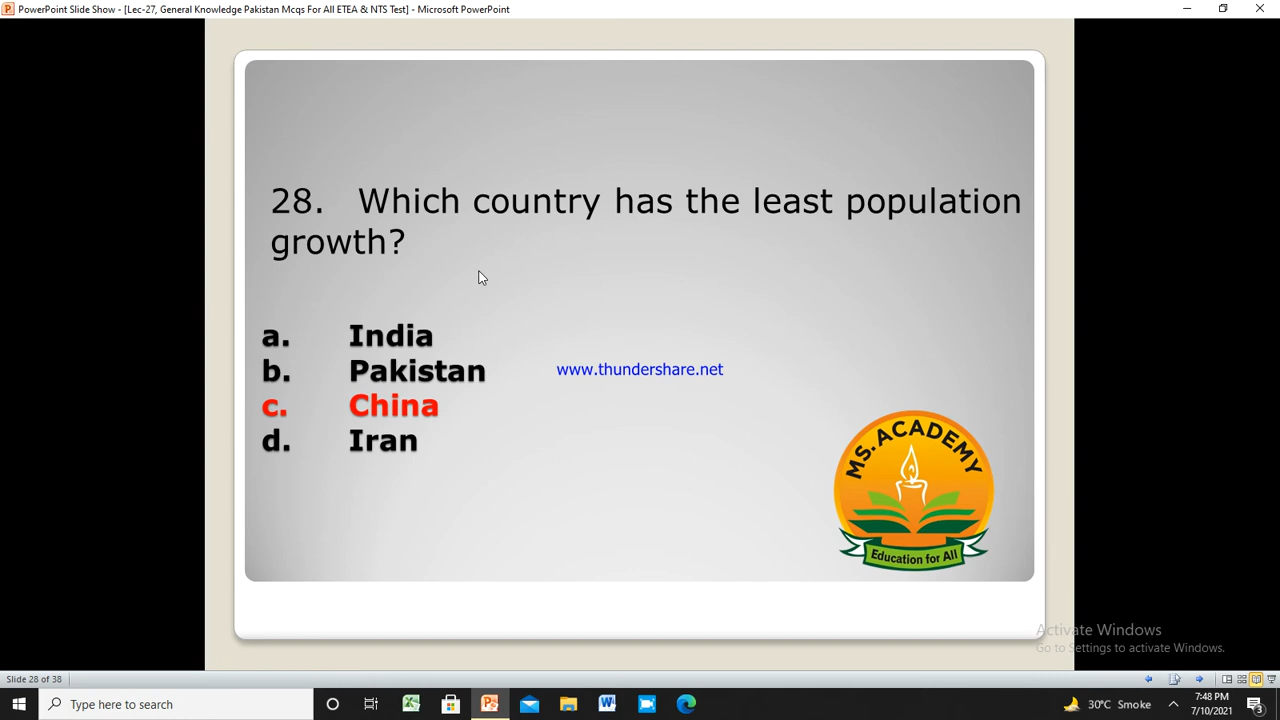 PowerPoint Slide Show - [Lec-27, General Knowledge Pakistan Mcqs For All ETEA & NTS Test] - Microsoft PowerPoint
28. Which country has the least population
growth?
a. India
b. Pakistan
www.thundershare.net
c. China
d. Iran
MS. ACADEMY
Education for All
Activate Windows
Go to Settings to activate Windows.
Slide 28 of 38
Type here to search
30°C Smoke
7:48 PM
7/10/2021
3